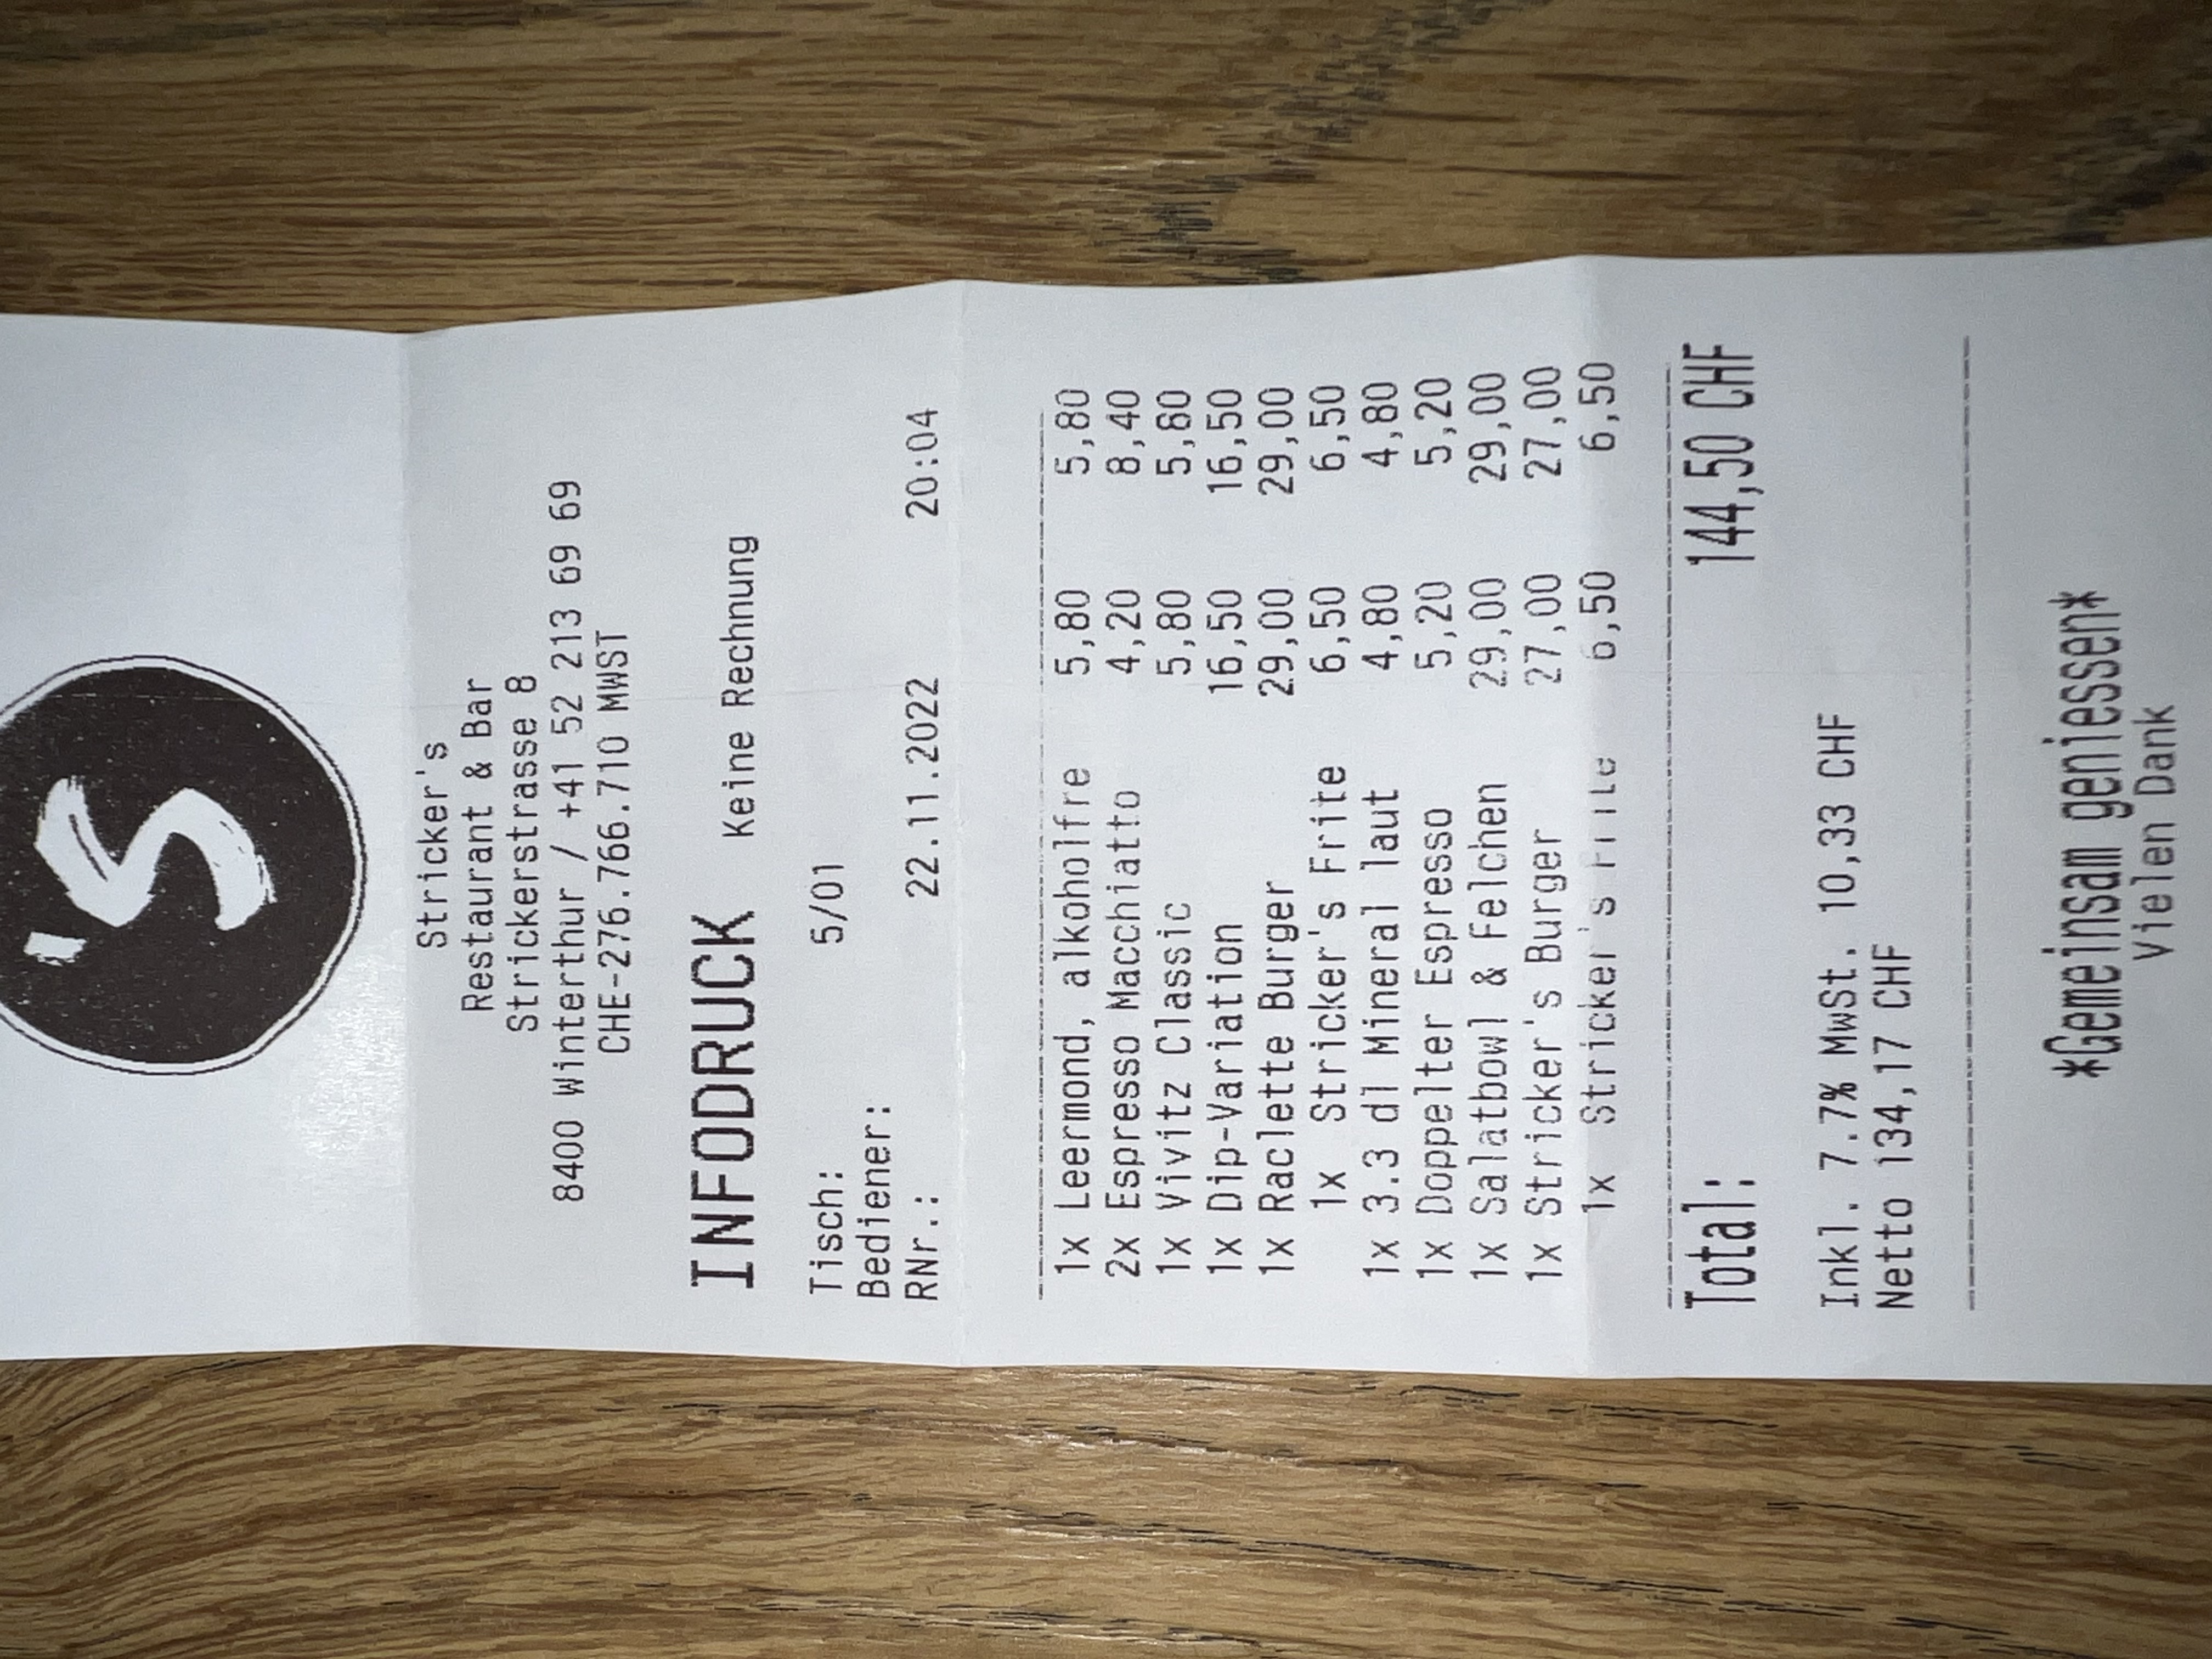 'S
Stricker's
Restaurant & Bar
Strickerstrasse 8
8400 Winterthur / +41 52 213 69 69
CHE-276.766.710 MWST
INFODRUCK Keine Rechnung
Tisch: 5/01
Bediener:
RNr.: 22.11.2022 20:04
1x Leermond, alkoholfre 5,80 5,80
2x Espresso Macchiatto 4,20 8,40
1x Vivitz Classic 5,80 5,80
1x Dip-Variation 16,50 16,50
1x Raclette Burger 29,00 29,00
1x Stricker's Frite 6,50 6,50
1x 3.3 dl Mineral laut 4,80 4,80
1x Doppelter Espresso 5,20 5,20
1x Salatbowl & Felchen 29,00 29,00
1x Stricker's Burger 27,00 27,00
1x Stricker's Frite 6,50 6,50
Total: 144,50 CHF
Inkl. 7.7% MwSt. 10,33 CHF
Netto 134,17 CHF
*Gemeinsam geniessen*
Vielen Dank